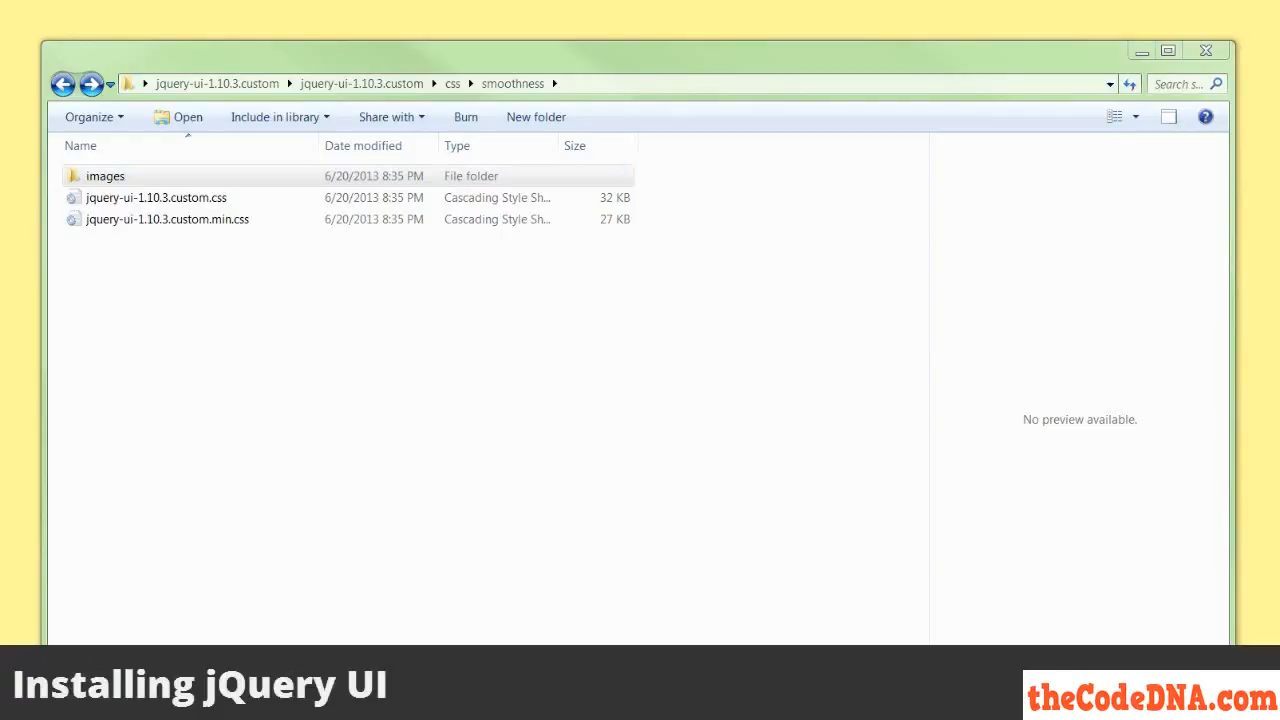 jquery-ui-1.10.3.custom jquery-ui-1.10.3.custom css smoothness Search s...
Organize Open Include in library Share with Burn New folder
Name Date modified Type Size
images 6/20/2013 8:35 PM File folder
jquery-ui-1.10.3.custom.css 6/20/2013 8:35 PM Cascading Style Sh... 32 KB
jquery-ui-1.10.3.custom.min.css 6/20/2013 8:35 PM Cascading Style Sh... 27 KB
No preview available.
Installing jQuery UI
theCodeDNA.com